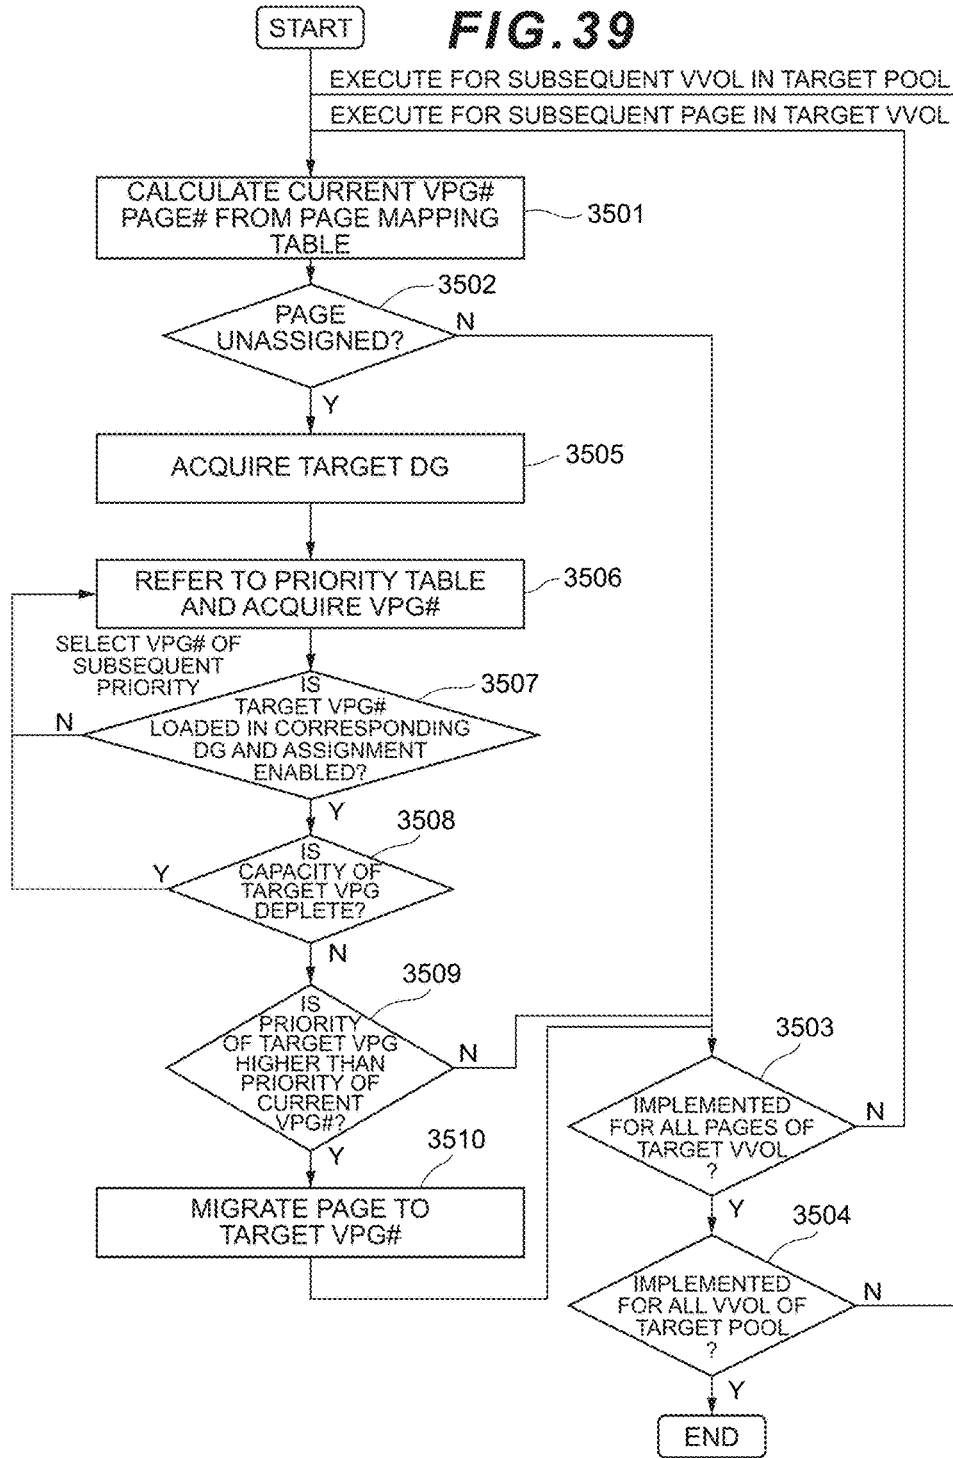 START
FIG.39
EXECUTE FOR SUBSEQUENT VVOL IN TARGET POOL
EXECUTE FOR SUBSEQUENT PAGE IN TARGET VVOL
CALCULATE CURRENT VPG#
PAGE# FROM PAGE MAPPING
TABLE
3501
3502
PAGE
UNASSIGNED?
N
Y
ACQUIRE TARGET DG
3505
REFER TO PRIORITY TABLE
AND ACQUIRE VPG#
3506
SELECT VPG# OF
SUBSEQUENT
PRIORITY
3507
IS
TARGET VPG#
LOADED IN CORRESPONDING
DG AND ASSIGNMENT
ENABLED?
N
Y
3508
IS
CAPACITY OF
TARGET VPG
DEPLETE?
Y
N
3509
IS
PRIORITY
OF TARGET VPG
HIGHER THAN
PRIORITY OF
CURRENT
VPG#?
N
Y
3510
MIGRATE PAGE TO
TARGET VPG#
3503
IMPLEMENTED
FOR ALL PAGES OF
TARGET VVOL
?
N
Y
3504
IMPLEMENTED
FOR ALL VVOL OF
TARGET POOL
?
N
Y
END